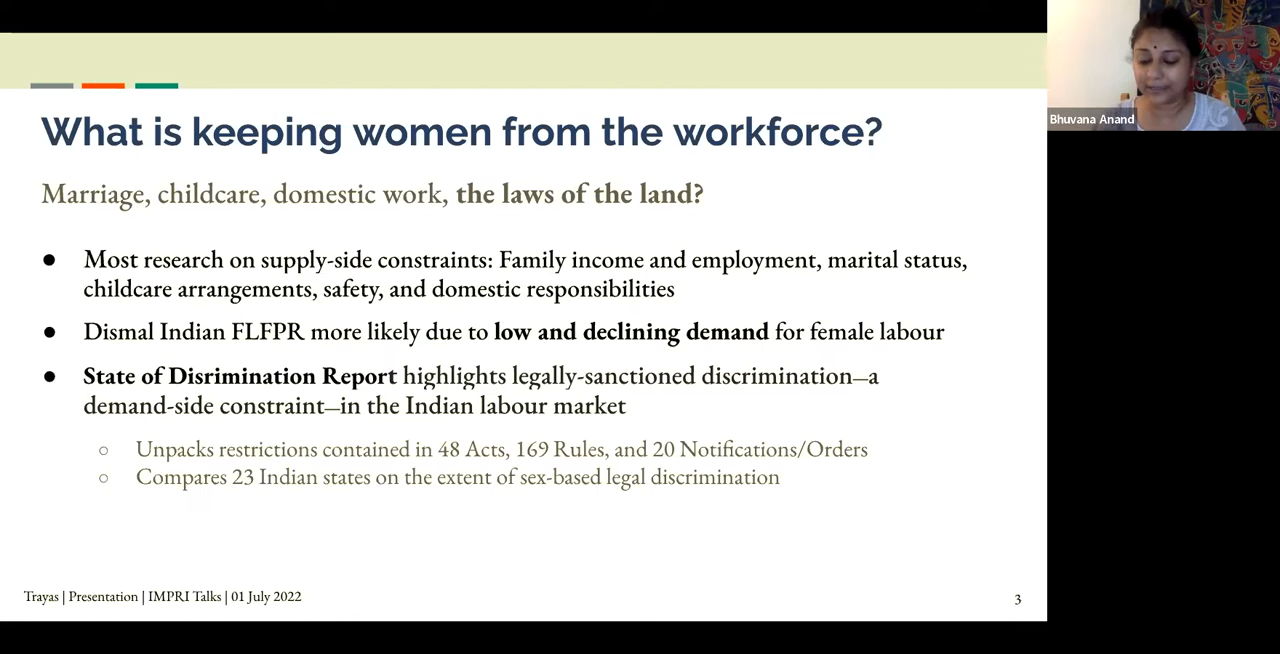 What is keeping women from the workforce?
Marriage, childcare, domestic work, the laws of the land?
● Most research on supply-side constraints: Family income and employment, marital status,
childcare arrangements, safety, and domestic responsibilities
● Dismal Indian FLFPR more likely due to low and declining demand for female labour
● State of Disrimination Report highlights legally-sanctioned discrimination—a
demand-side constraint—in the Indian labour market
○ Unpacks restrictions contained in 48 Acts, 169 Rules, and 20 Notifications/Orders
○ Compares 23 Indian states on the extent of sex-based legal discrimination
Trayas | Presentation | IMPRI Talks | 01 July 2022
3
Bhuvana Anand